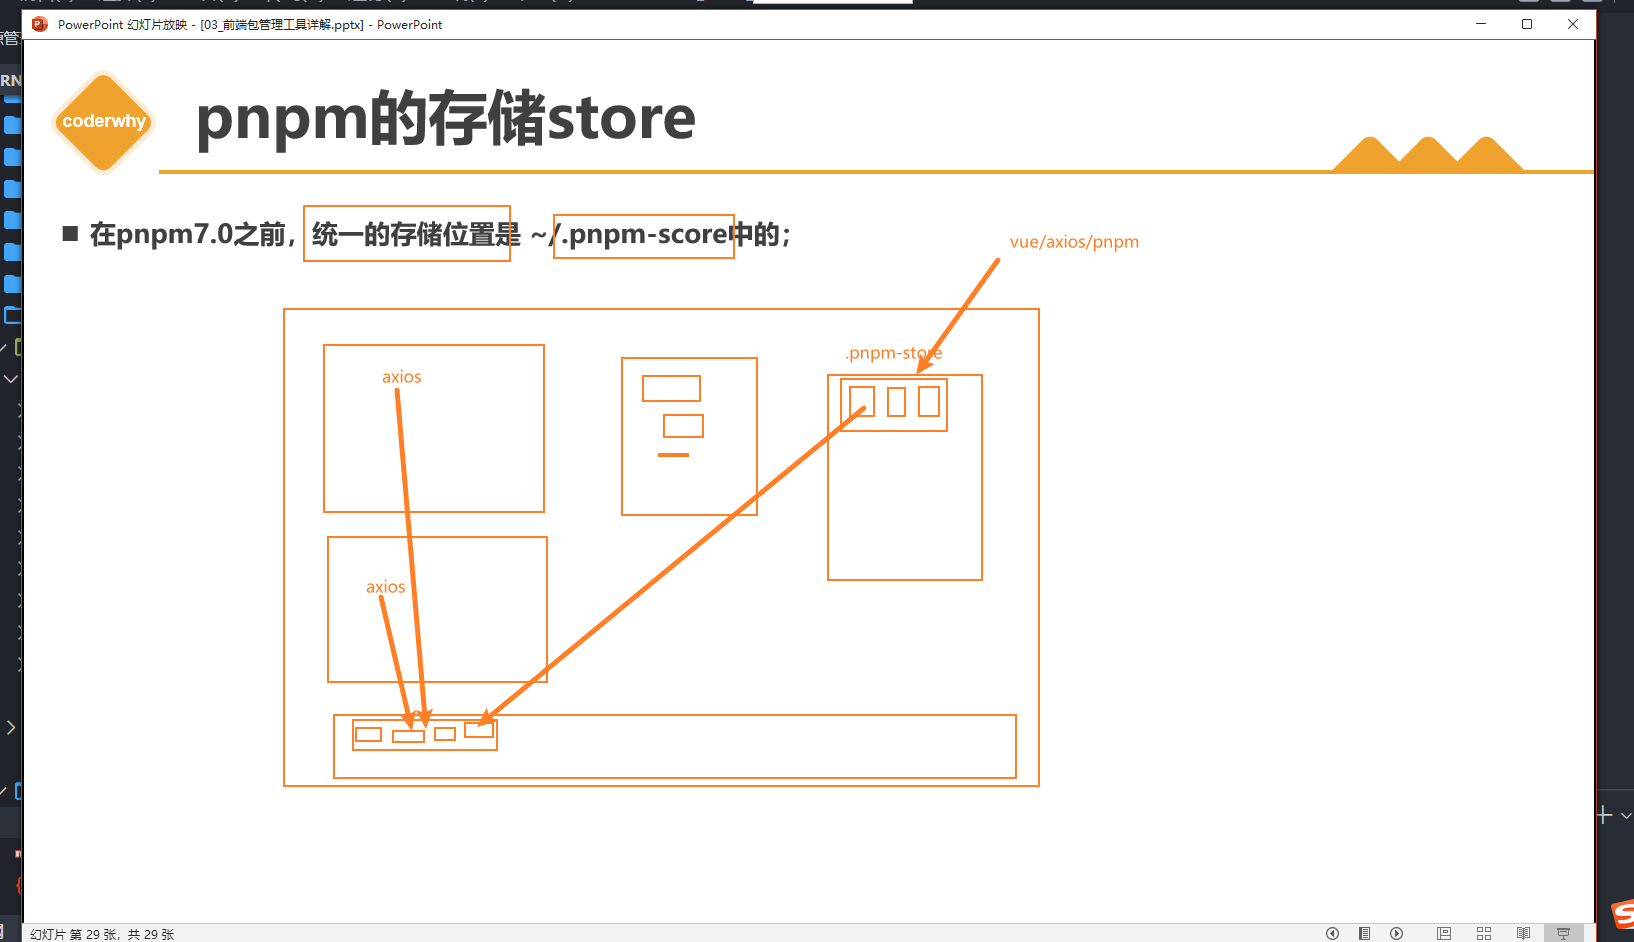 PowerPoint 幻灯片放映 - [03_前端包管理工具详解.pptx] - PowerPoint
coderwhy
pnpm的存储store
■ 在pnpm7.0之前，统一的存储位置是 ~/.pnpm-score中的；
vue/axios/pnpm
.pnpm-store
axios
axios
RN
幻灯片 第 29 张，共 29 张